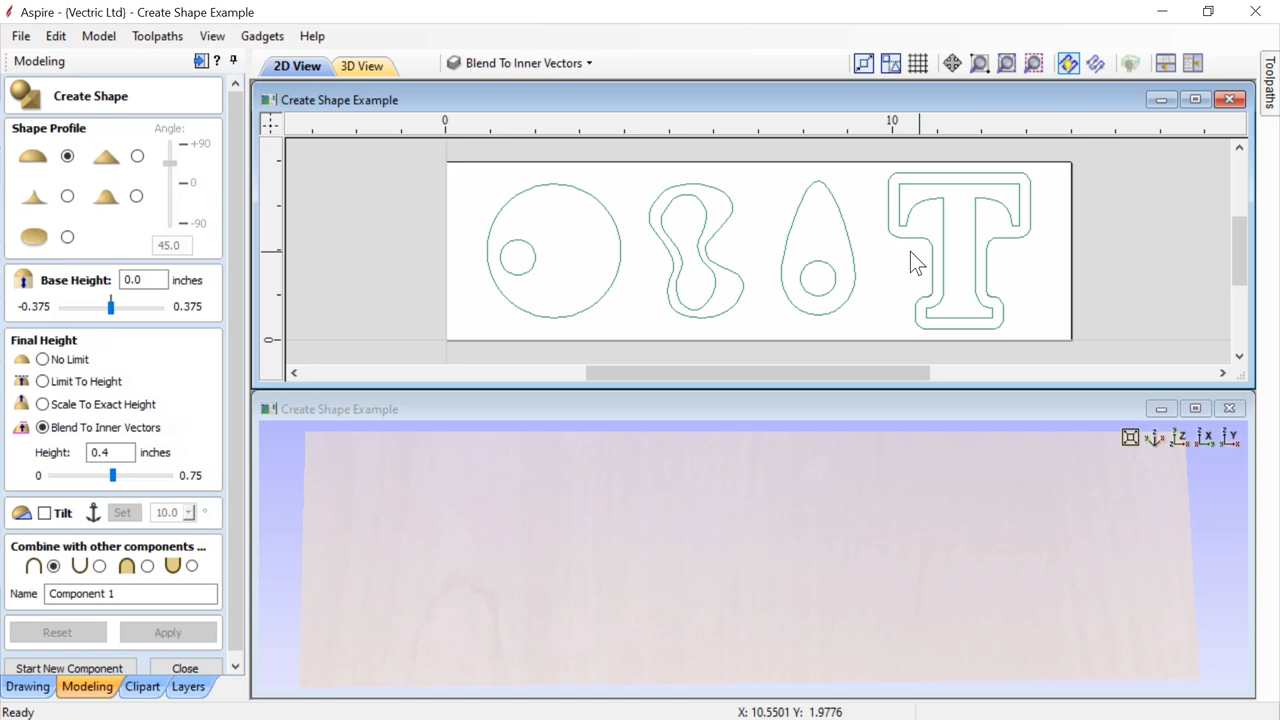 Aspire - {Vectric Ltd} - Create Shape Example
File Edit Model Toolpaths View Gadgets Help
Modeling ?
2D View 3D View Blend To Inner Vectors
Toolpaths
Create Shape
Create Shape Example
Shape Profile Angle:
+90
0
-90
45.0
0 10
0
Base Height: 0.0 inches
-0.375 0.375
Final Height
No Limit
Limit To Height
Scale To Exact Height
Blend To Inner Vectors
Height: 0.4 inches
0 0.75
Create Shape Example
Z X Y
Tilt Set 10.0 °
Combine with other components ...
Name Component 1
Reset Apply
Start New Component Close
Drawing Modeling Clipart Layers
Ready X: 10.5501 Y: 1.9776